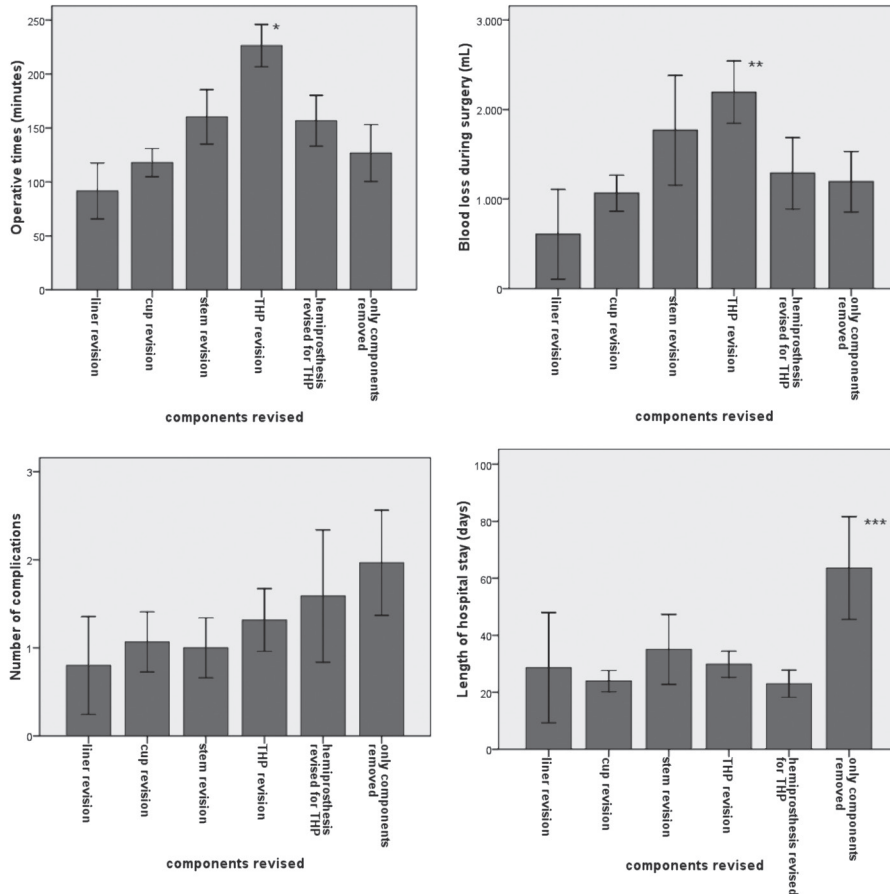 Operative times (minutes)
250
200
150
100
50
0
*
liner revision
cup revision
stem revision
THP revision
hemiprosthesis
revised for THP
only components
removed
components revised
Blood loss during surgery (mL)
3.000
2.000
1.000
0
**
liner revision
cup revision
stem revision
THP revision
hemiprosthesis
revised for THP
only components
removed
components revised
Number of complications
3
2
1
0
liner revision
cup revision
stem revision
THP revision
hemiprosthesis
revised for THP
only components
removed
components revised
Length of hospital stay (days)
100
80
60
40
20
0
***
liner revision
cup revision
stem revision
THP revision
hemiprosthesis revised
for THP
only components
removed
components revised